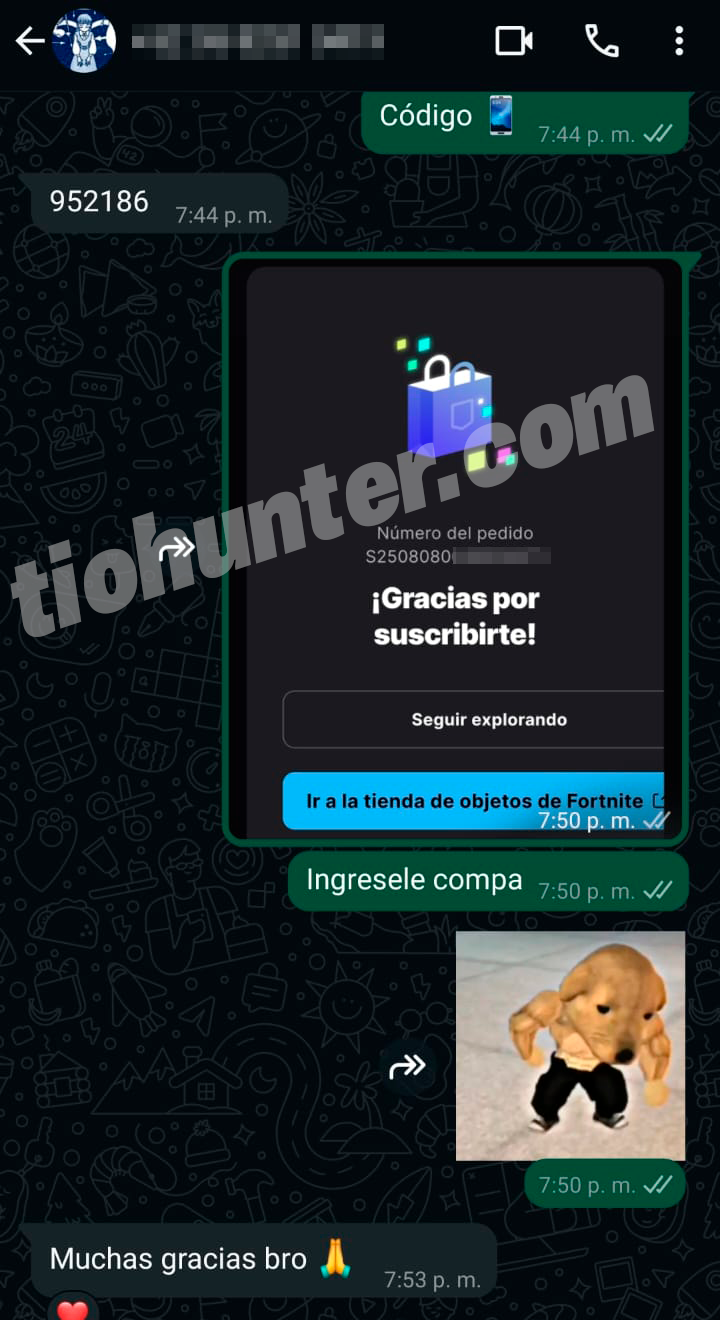 Código
7:44 p. m.
952186
7:44 p. m.
tiohunter.com
Número del pedido
S2508080
¡Gracias por
suscribirte!
Seguir explorando
Ir a la tienda de objetos de Fortnite
7:50 p. m.
Ingresele compa
7:50 p. m.
7:50 p. m.
Muchas gracias bro
7:53 p. m.